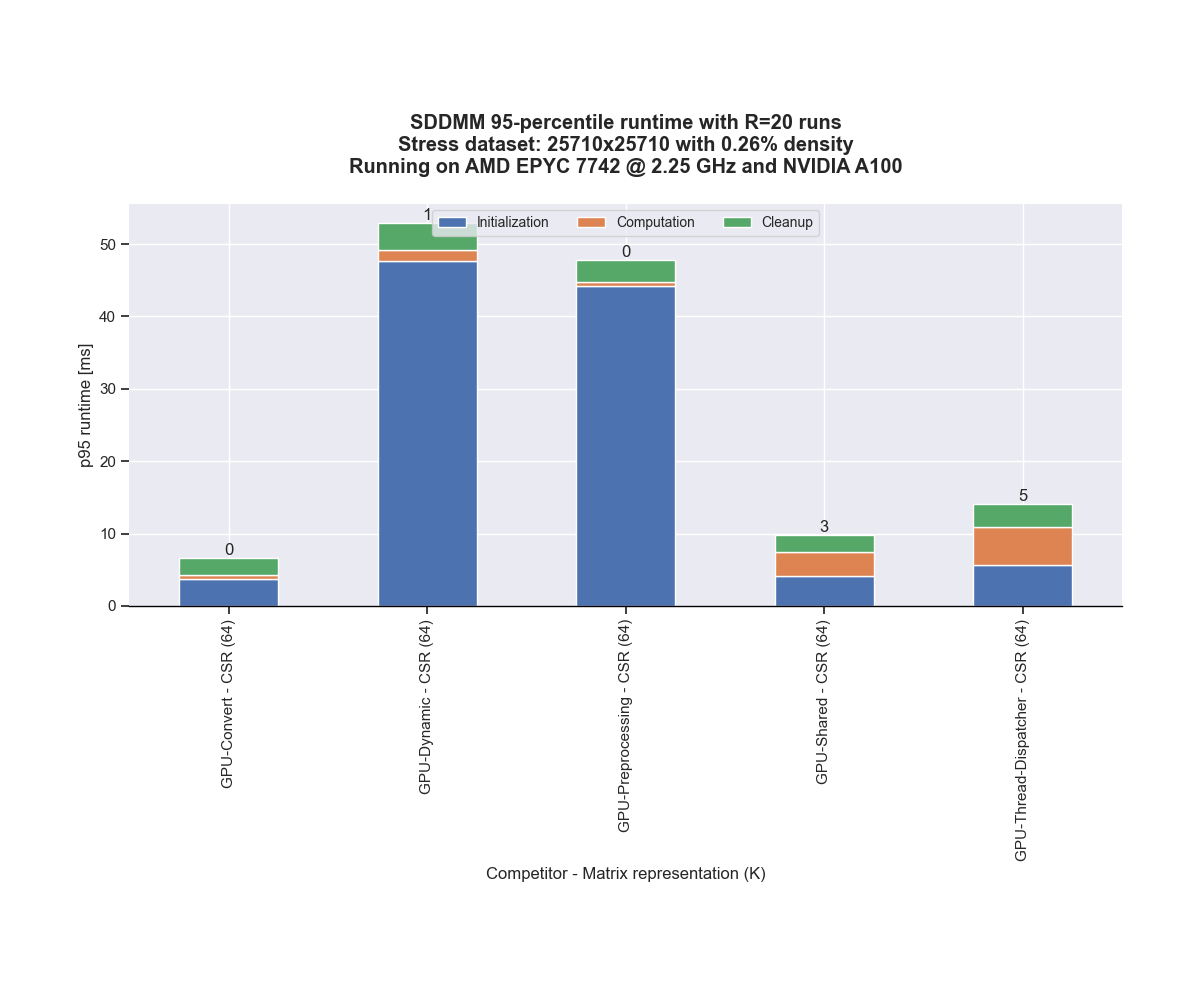 SDDMM 95-percentile runtime with R=20 runs
Stress dataset: 25710x25710 with 0.26% density
Running on AMD EPYC 7742 @ 2.25 GHz and NVIDIA A100
Initialization
Computation
Cleanup
p95 runtime [ms]
50
40
30
20
10
0
0
1
0
3
5
GPU-Convert - CSR (64)
GPU-Dynamic - CSR (64)
GPU-Preprocessing - CSR (64)
GPU-Shared - CSR (64)
GPU-Thread-Dispatcher - CSR (64)
Competitor - Matrix representation (K)